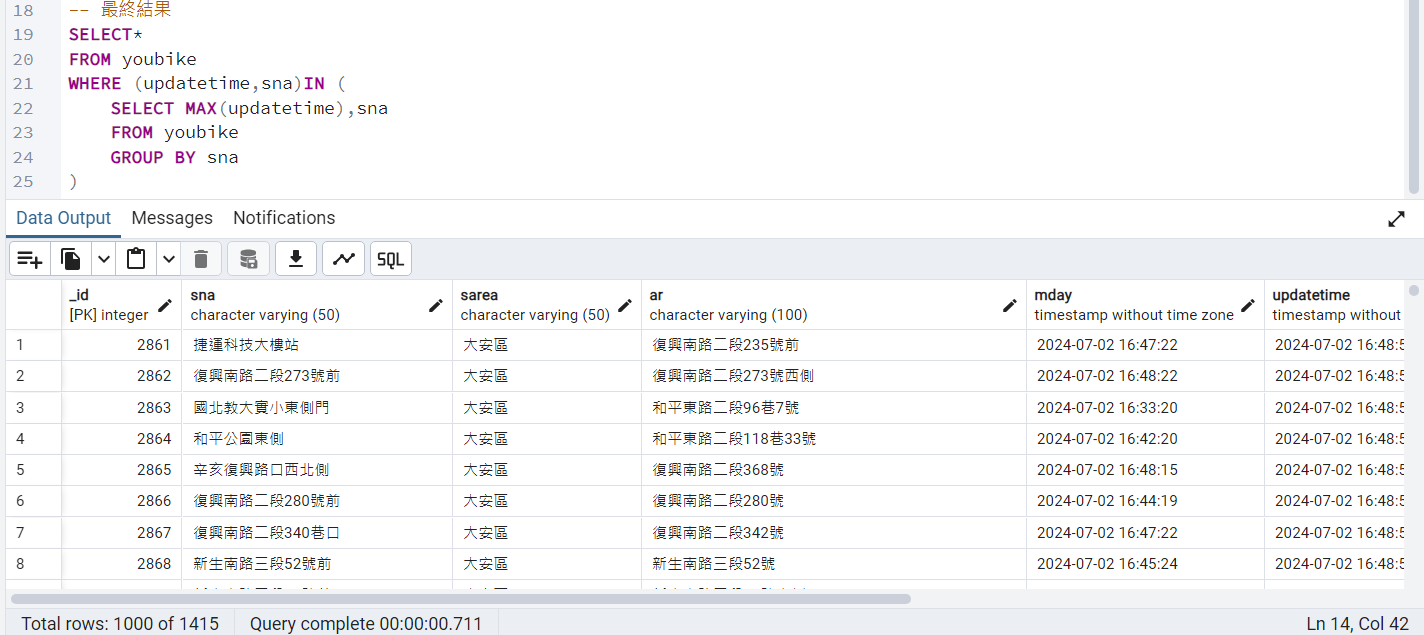 18 -- 最終結果
19 SELECT*
20 FROM youbike
21 WHERE (updatetime,sna)IN (
22 SELECT MAX(updatetime),sna
23 FROM youbike
24 GROUP BY sna
25 )
Data Output Messages Notifications
SQL
_id sna sarea ar mday updatetime
[PK] integer character varying (50) character varying (50) character varying (100) timestamp without time zone timestamp without
1 2861 捷運科技大樓站 大安區 復興南路二段235號前 2024-07-02 16:47:22 2024-07-02 16:48:5
2 2862 復興南路二段273號前 大安區 復興南路二段273號西側 2024-07-02 16:48:22 2024-07-02 16:48:5
3 2863 國北教大實小東側門 大安區 和平東路二段96巷7號 2024-07-02 16:33:20 2024-07-02 16:48:5
4 2864 和平公園東側 大安區 和平東路二段118巷33號 2024-07-02 16:42:20 2024-07-02 16:48:5
5 2865 辛亥復興路口西北側 大安區 復興南路二段368號 2024-07-02 16:48:15 2024-07-02 16:48:5
6 2866 復興南路二段280號前 大安區 復興南路二段280號 2024-07-02 16:44:19 2024-07-02 16:48:5
7 2867 復興南路二段340巷口 大安區 復興南路二段342號 2024-07-02 16:47:22 2024-07-02 16:48:5
8 2868 新生南路三段52號前 大安區 新生南路三段52號 2024-07-02 16:45:24 2024-07-02 16:48:5
Total rows: 1000 of 1415 Query complete 00:00:00.711 Ln 14, Col 42